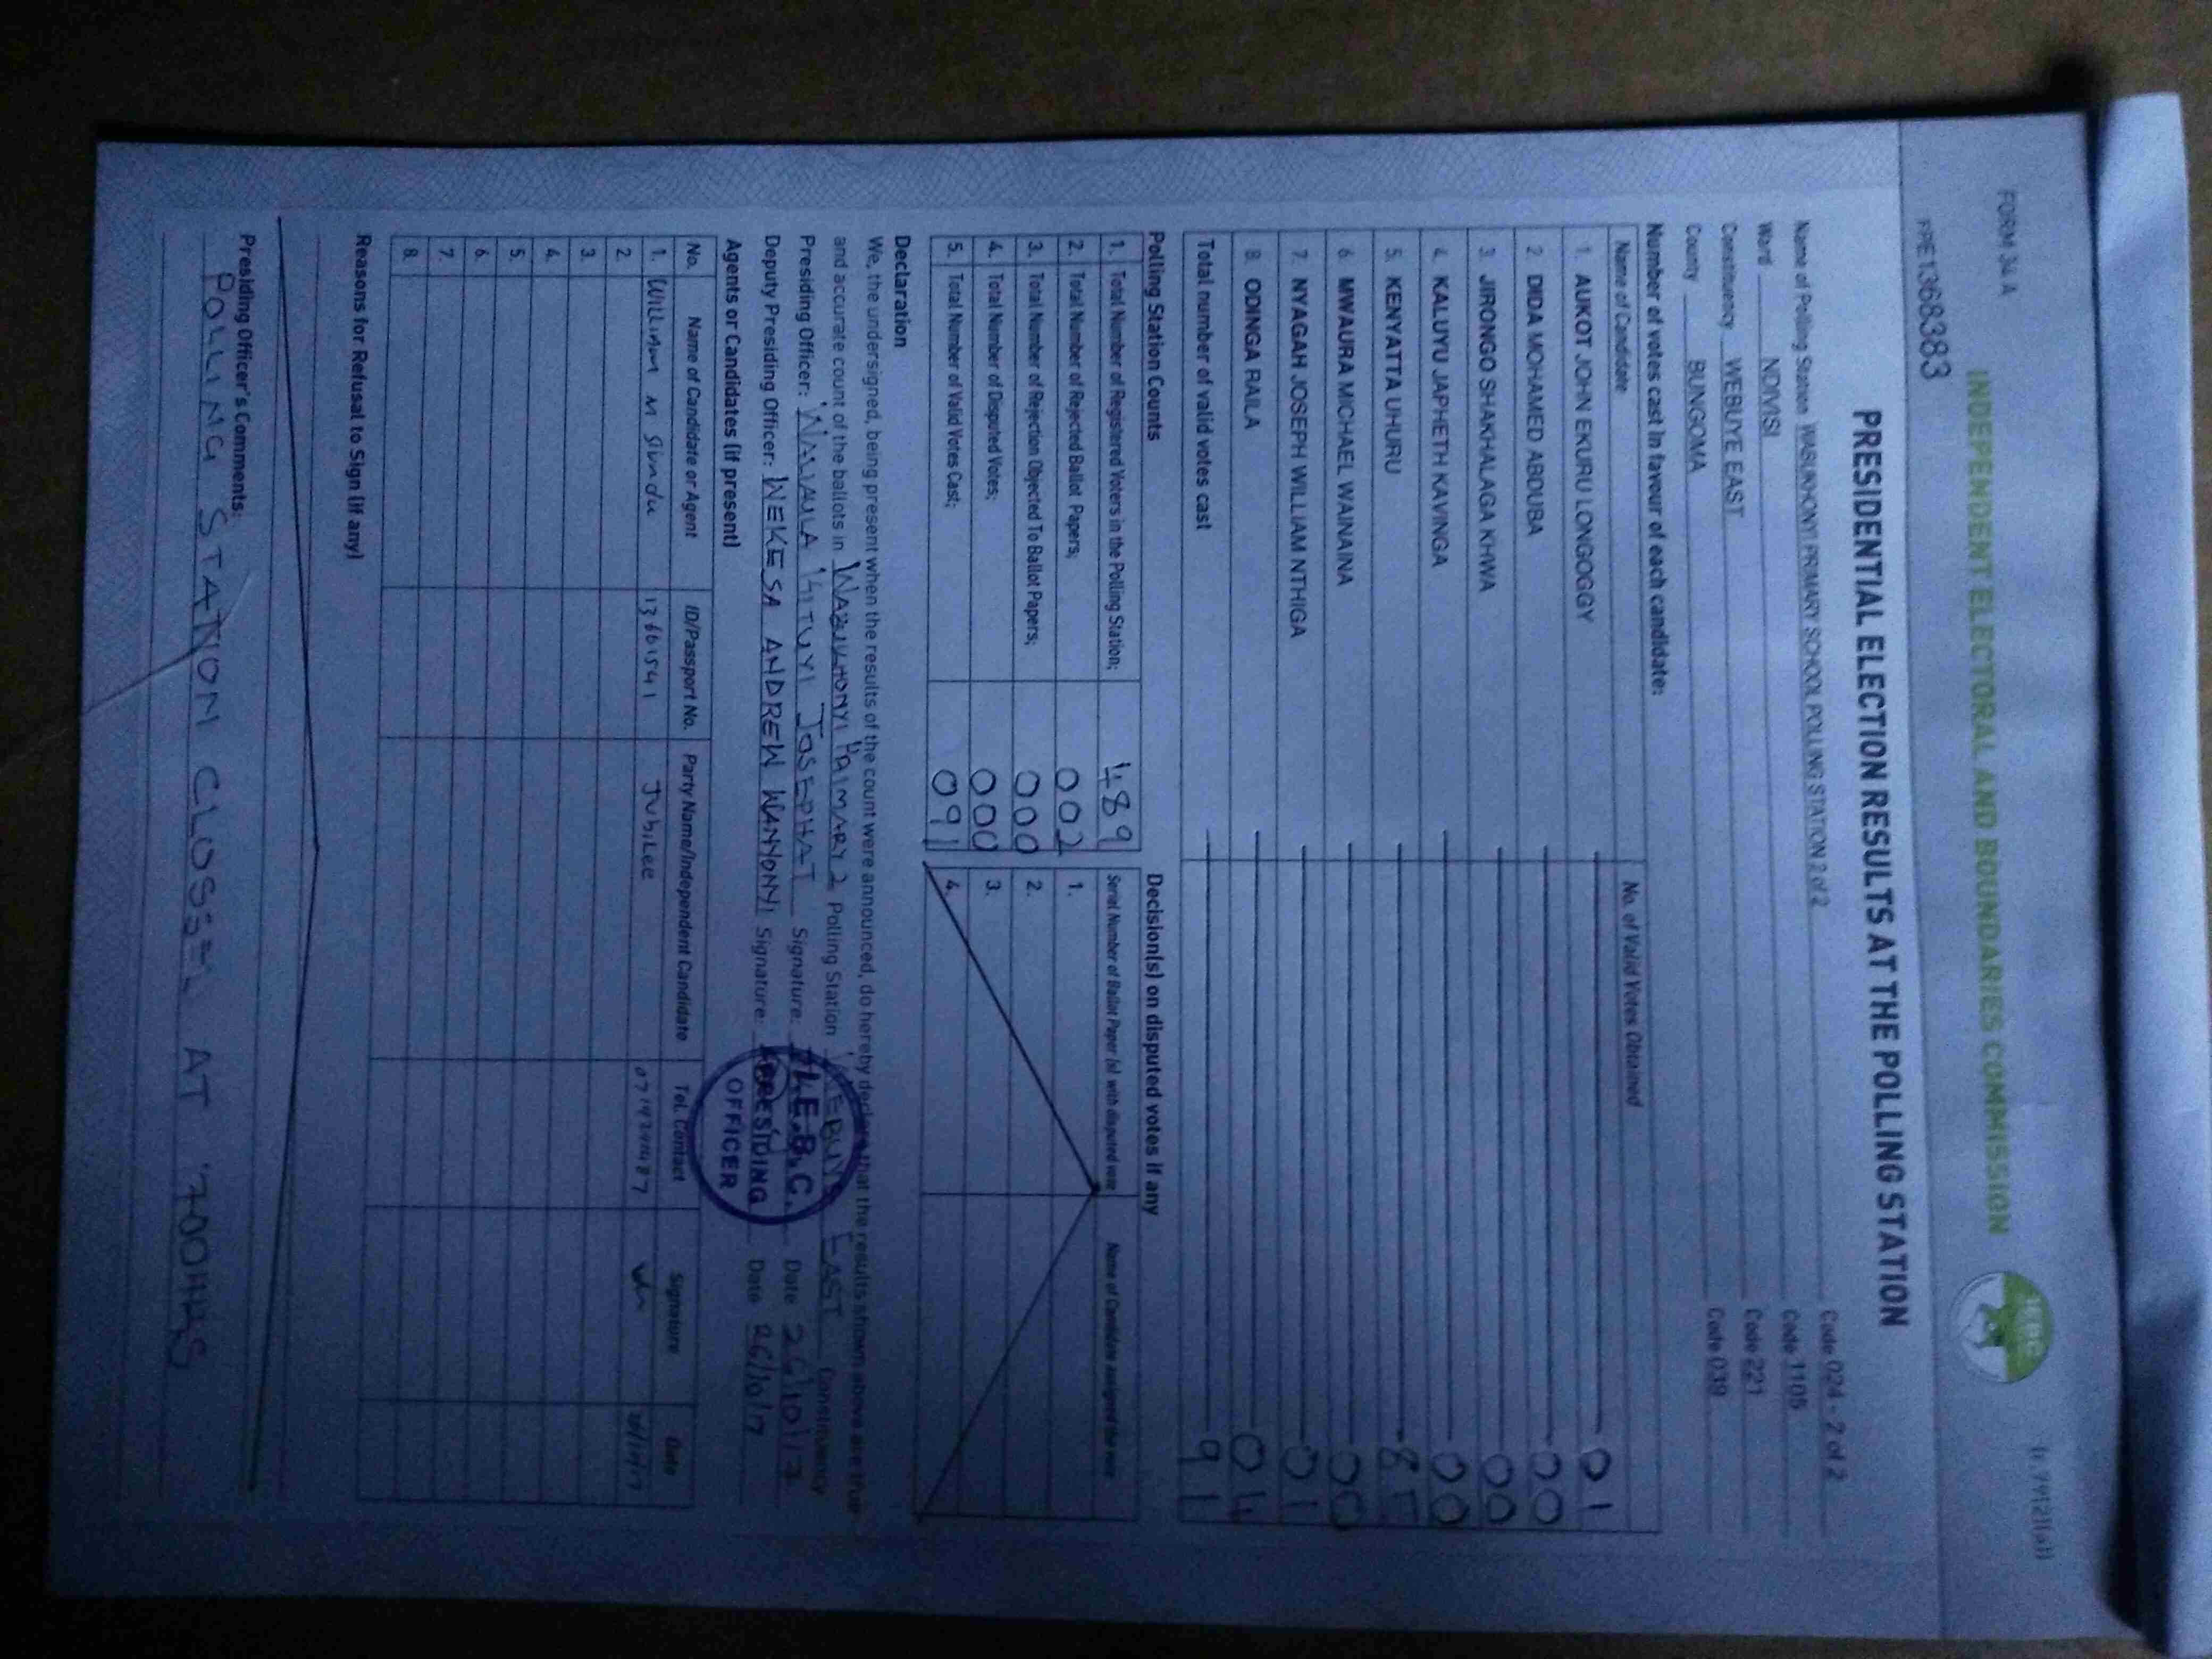 FORM 34 A
(r.79(2)(a))
INDEPENDENT ELECTORAL AND BOUNDARIES COMMISSION
IEBC
PRE1368383
PRESIDENTIAL ELECTION RESULTS AT THE POLLING STATION
Name of Polling Station WABUKHONYI PRIMARY SCHOOL POLLING STATION 2 of 2 Code 024 - 2 of 2
Ward NDIVISI Code 1105
Constituency WEBUYE EAST Code 221
County BUNGOMA Code 039
Number of votes cast in favour of each candidate:
Name of Candidate No. of Valid Votes Obtained
1. AUKOT JOHN EKURU LONGOGGY 01
2. DIDA MOHAMED ABDUBA 00
3. JIRONGO SHAKHALAGA KHWA 00
4. KALUYU JAPHETH KAVINGA 00
5. KENYATTA UHURU 85
6. MWAURA MICHAEL WAINAINA 00
7. NYAGAH JOSEPH WILLIAM NTHIGA 01
8. ODINGA RAILA 04
Total number of valid votes cast 91
Polling Station Counts
1. Total Number of Registered Voters in the Polling Station; 489
2. Total Number of Rejected Ballot Papers; 002
3. Total Number of Rejection Objected To Ballot Papers; 000
4. Total Number of Disputed Votes; 000
5. Total Number of Valid Votes Cast; 091
Decision(s) on disputed votes if any
Serial Number of Ballot Paper (s) with disputed vote Name of Candidate assigned the vote
1.
2.
3.
4.
Declaration
We, the undersigned, being present when the results of the count were announced, do hereby declare that the results shown above are true
and accurate count of the ballots in WABUKHONYI PRIMARY 2 Polling Station WEBUYE EAST Constituency
Presiding Officer: WAMAULA KITUYI JOSEPHAT Signature: Date 26/10/17
Deputy Presiding Officer: WEKESA ANDREW WANYONYI Signature: Date 26/10/17
I.E.B.C.
PRESIDING
OFFICER
Agents or Candidates (if present)
No. Name of Candidate or Agent ID/Passport No. Party Name/Independent Candidate Tel. Contact Signature Date
1. William M Sundu 13661541 Jubilee
2.
3.
4.
5.
6.
7.
8.
Reasons for Refusal to Sign (if any)
Presiding Officer's Comments:
POLLING STATION CLOSED AT 1700HRS